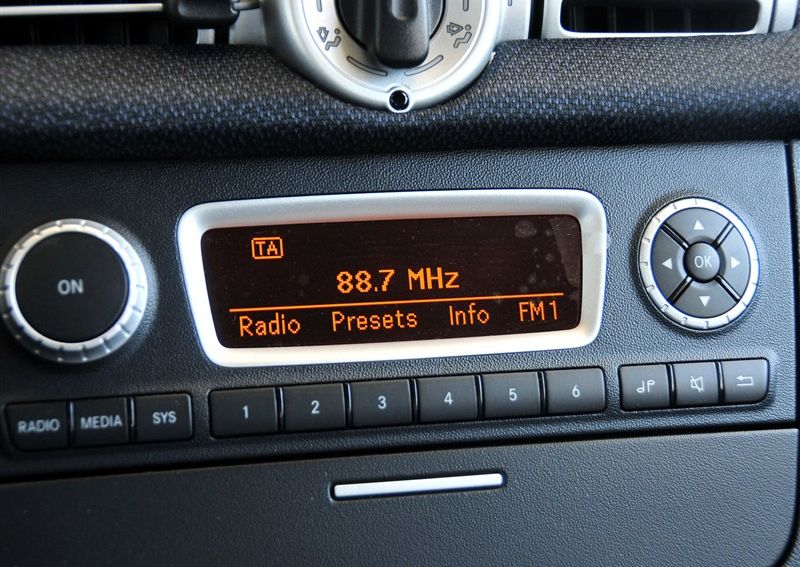 TA
88.7 MHz
Radio Presets Info FM1
ON
OK
1 2 3 4 5 6
RADIO MEDIA SYS